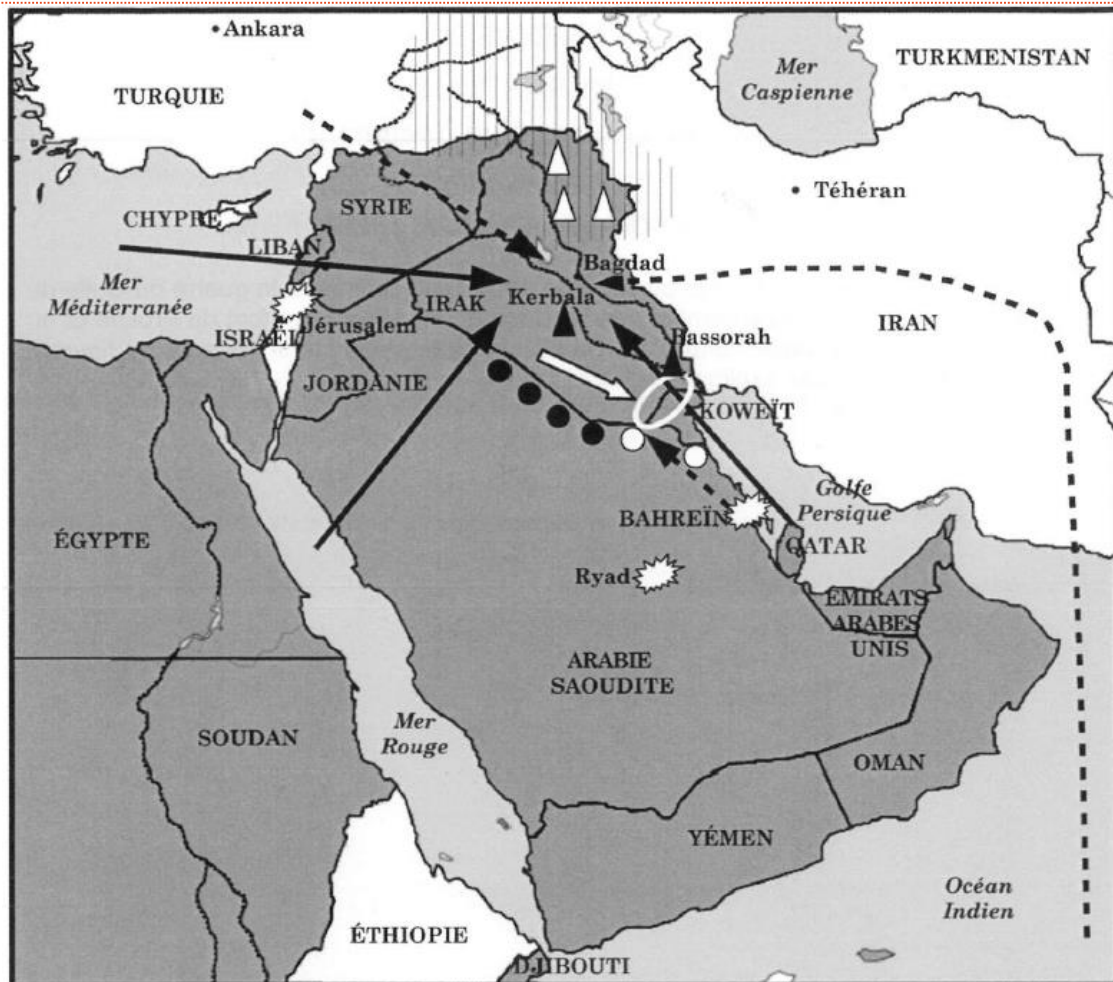 Ankara
TURQUIE
TURKMENISTAN
Mer
Caspienne
Téhéran
CHYPRE
SYRIE
LIBAN
Mer
Méditerranée
Bagdad
IRAK
Kerbala
IRAN
ISRAËL
Jérusalem
Bassorah
JORDANIE
KOWEÏT
Golfe
Persique
ÉGYPTE
BAHREÏN
QATAR
Ryad
ÉMIRATS
ARABES
UNIS
ARABIE
SAOUDITE
Mer
Rouge
SOUDAN
OMAN
YÉMEN
Océan
Indien
ÉTHIOPIE
DJIBOUTI